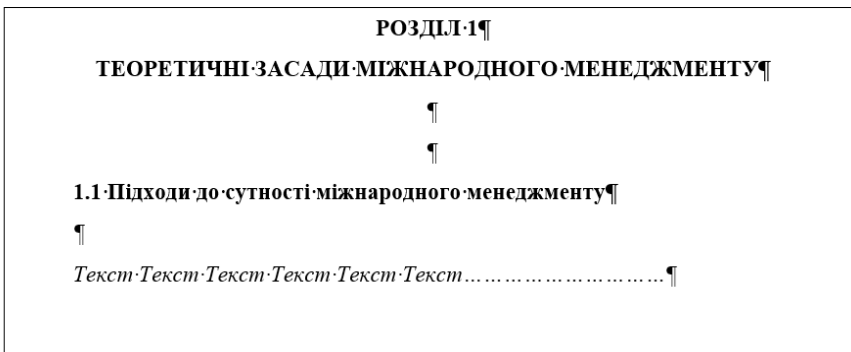 РОЗДІЛ·1¶
ТЕОРЕТИЧНІ·ЗАСАДИ·МІЖНАРОДНОГО·МЕНЕДЖМЕНТУ¶
¶
¶
1.1·Підходи·до·сутності·міжнародного·менеджменту¶
¶
Текст·Текст·Текст·Текст·Текст·Текст……………………………¶